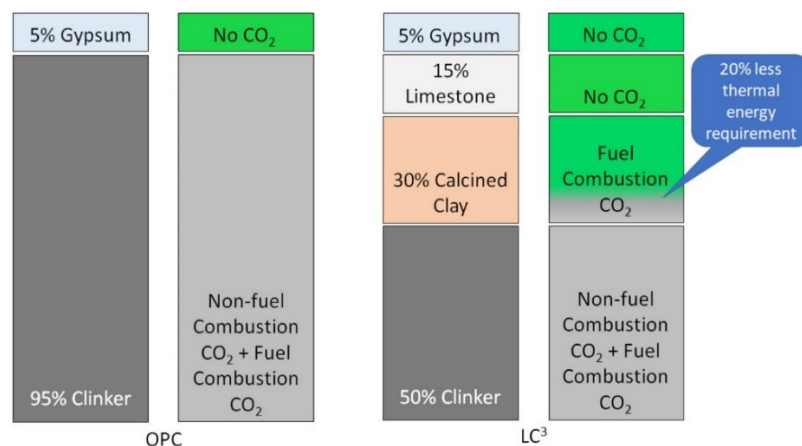 5% Gypsum
No CO₂
95% Clinker
Non-fuel
Combustion
CO₂ + Fuel
Combustion
CO₂
OPC
5% Gypsum
No CO₂
15%
Limestone
No CO₂
30% Calcined
Clay
Fuel
Combustion
CO₂
20% less
thermal
energy
requirement
50% Clinker
Non-fuel
Combustion
CO₂ + Fuel
Combustion
CO₂
LC³